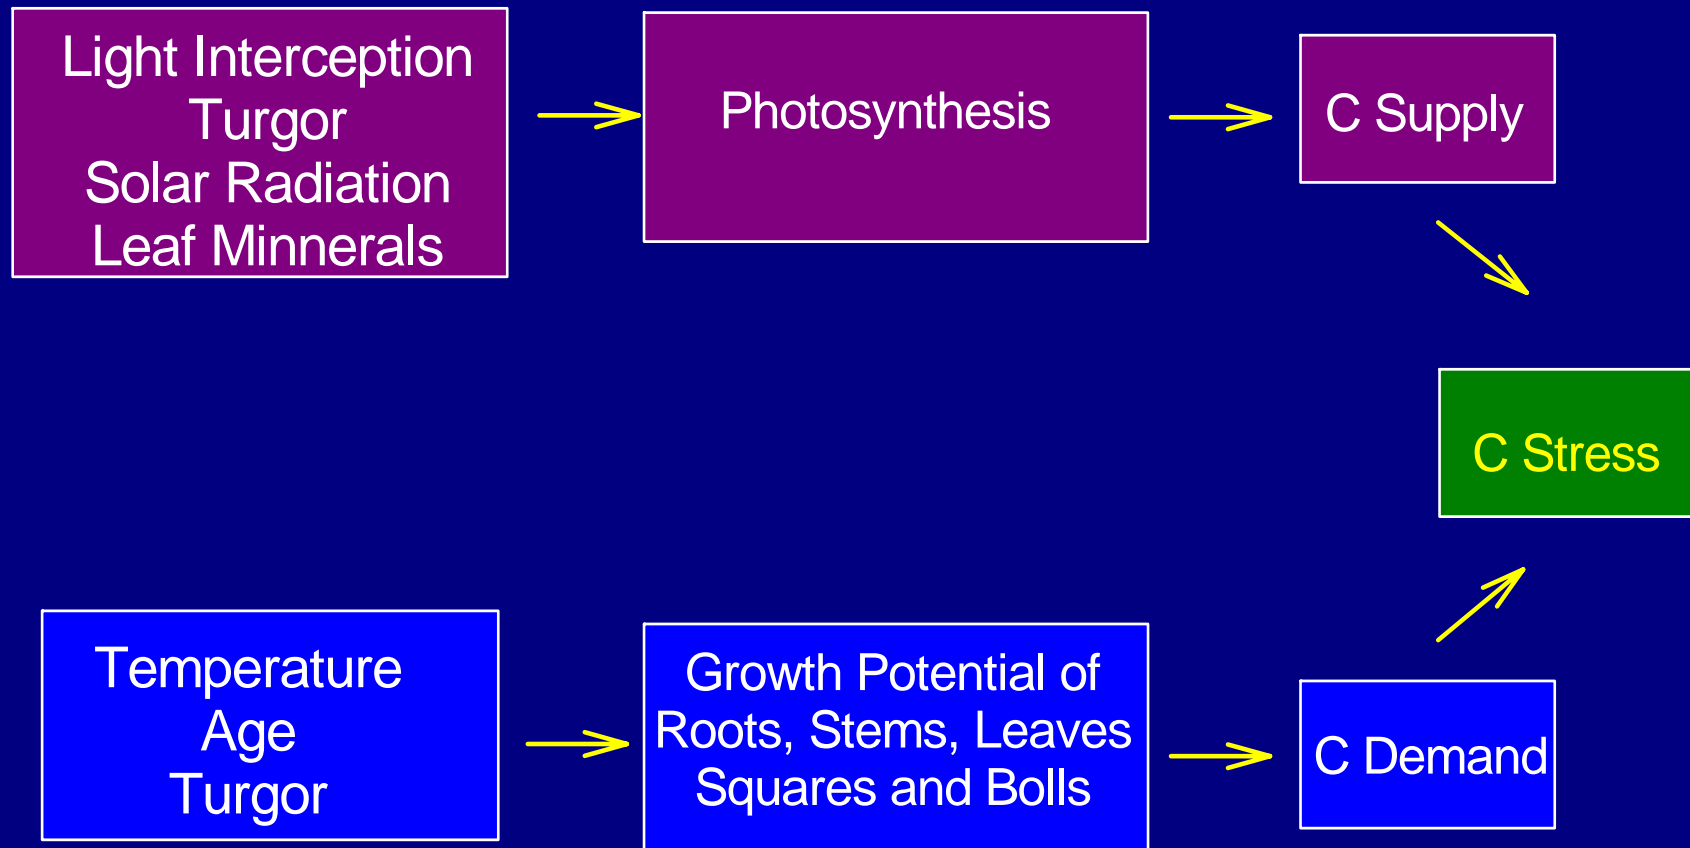 Light Interception
Turgor
Solar Radiation
Leaf Minnerals
Photosynthesis
C Supply
C Stress
Temperature
Age
Turgor
Growth Potential of
Roots, Stems, Leaves
Squares and Bolls
C Demand